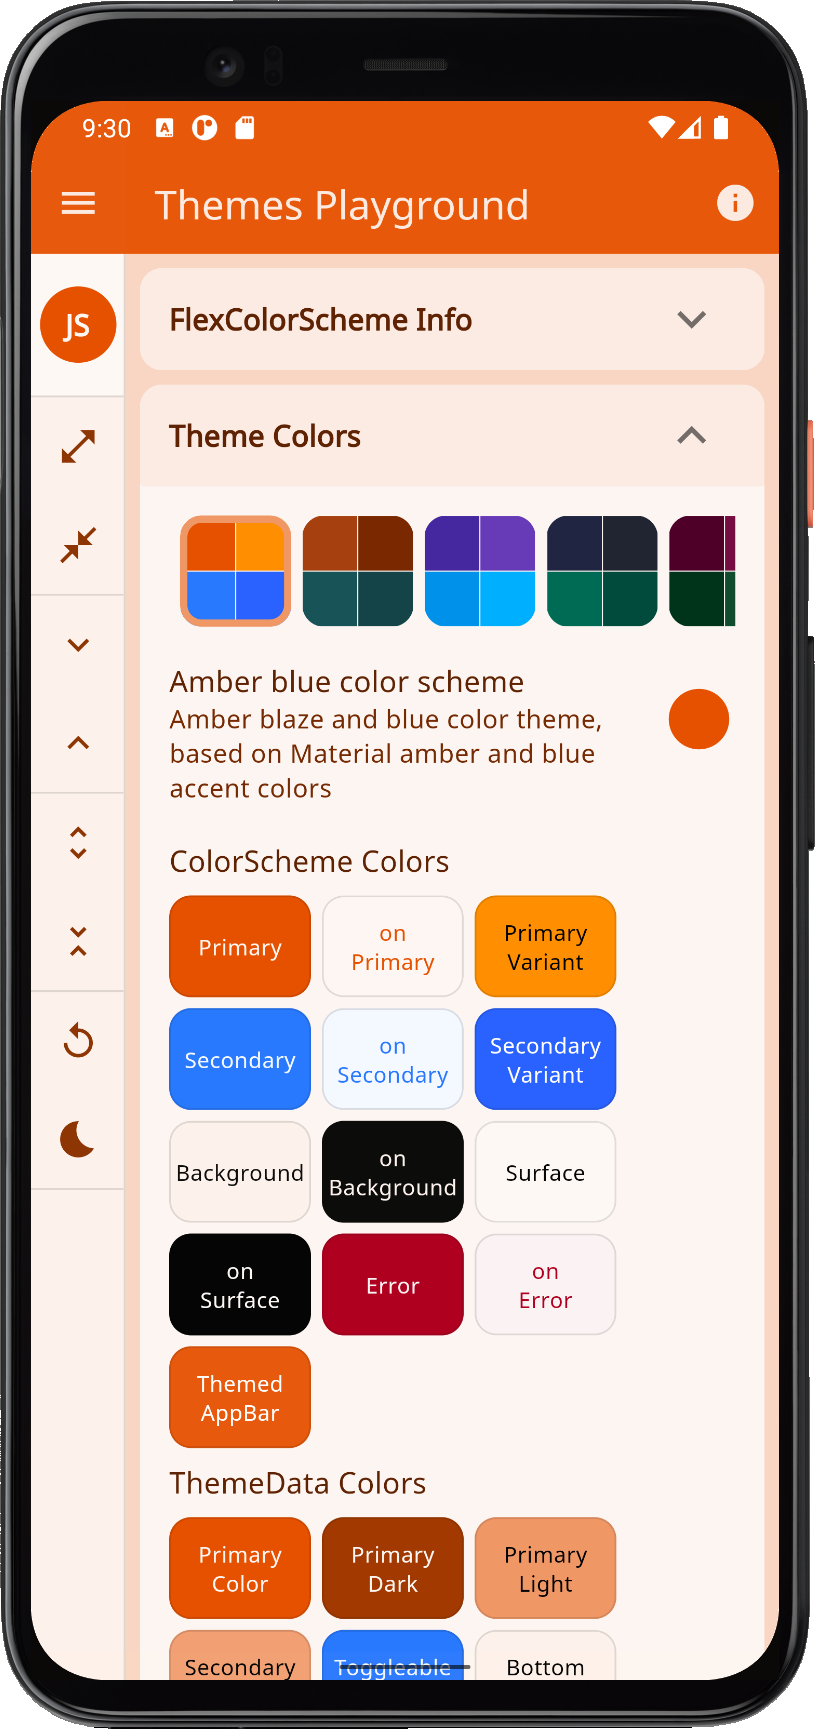 9:30
A
Themes Playground
i
JS
FlexColorScheme Info
Theme Colors
Amber blue color scheme
Amber blaze and blue color theme,
based on Material amber and blue
accent colors
ColorScheme Colors
Primary
on
Primary
Primary
Variant
Secondary
on
Secondary
Secondary
Variant
Background
on
Background
Surface
on
Surface
Error
on
Error
Themed
AppBar
ThemeData Colors
Primary
Color
Primary
Dark
Primary
Light
Secondary
Toggleable
Bottom